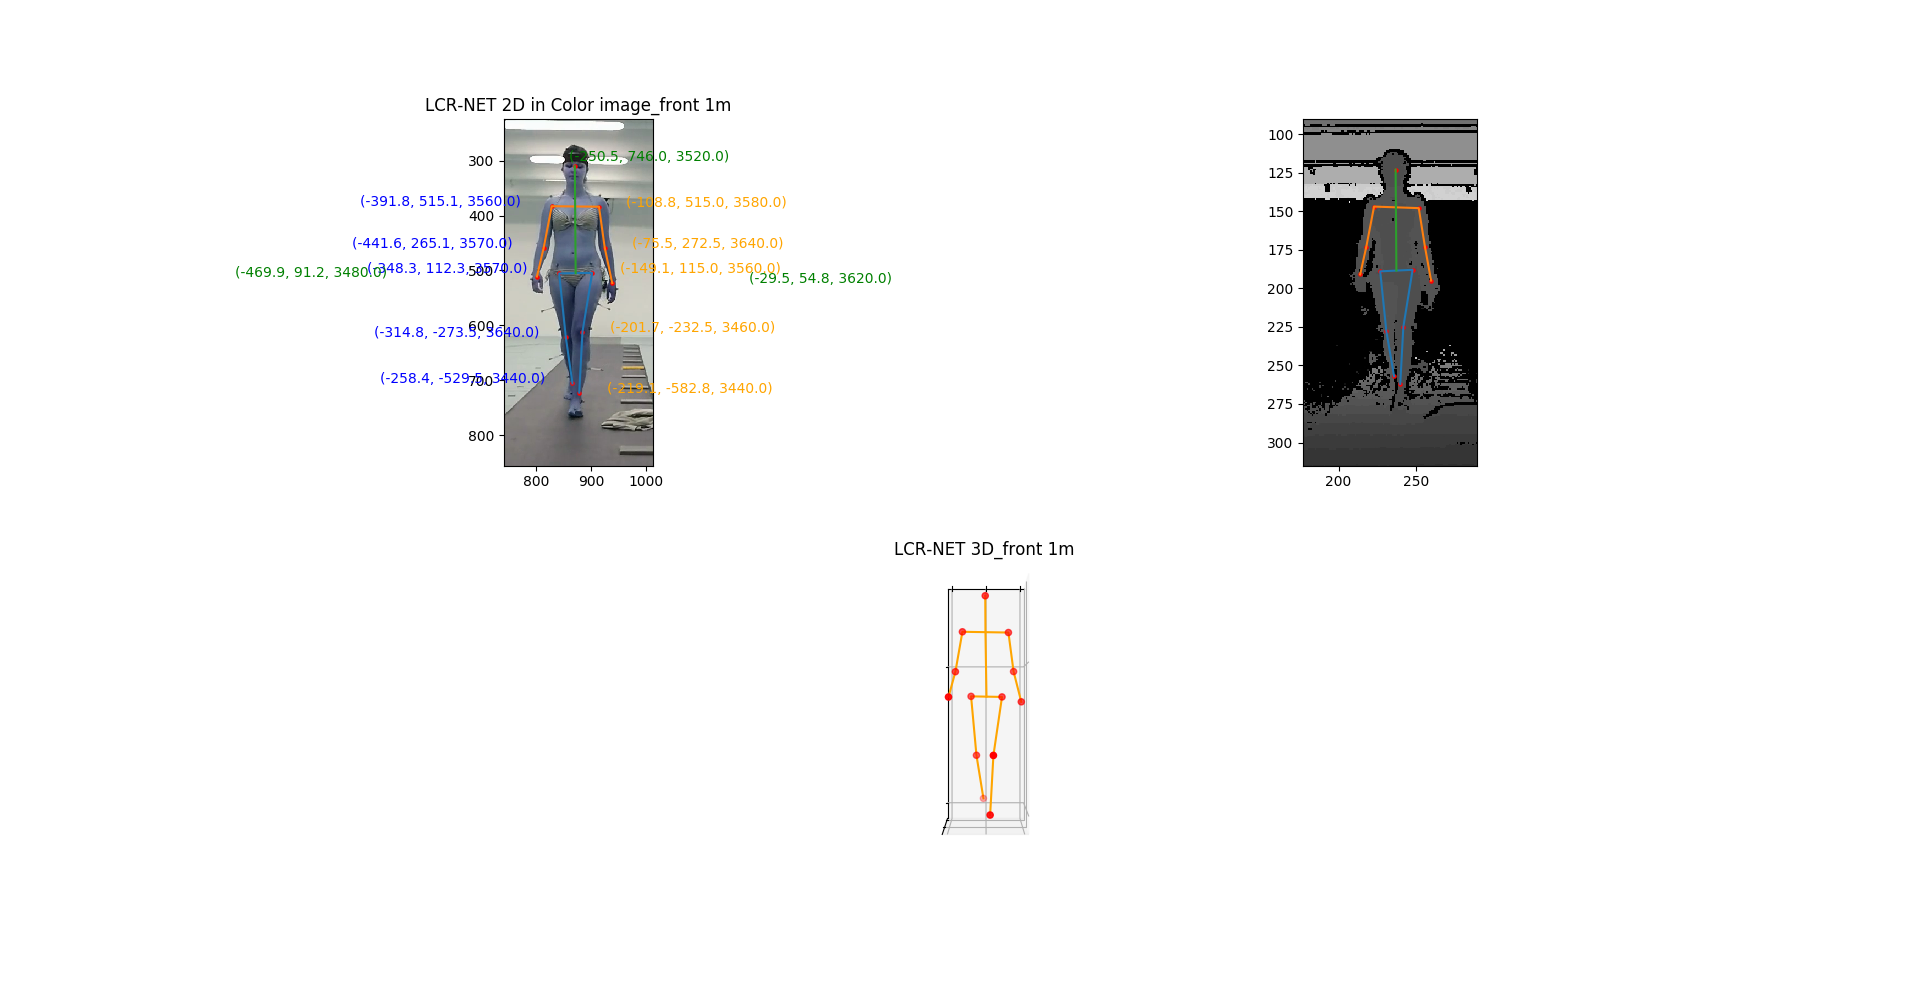 LCR-NET 2D in Color image_front 1m
300
400
500
600
700
800
800 900 1000
(-250.5, 746.0, 3520.0)
(-391.8, 515.1, 3560.0)
(-108.8, 515.0, 3580.0)
(-441.6, 265.1, 3570.0)
(-75.5, 272.5, 3640.0)
(-469.9, 91.2, 3480.0)
(-348.3, 112.3, 3570.0)
(-149.1, 115.0, 3560.0)
(-29.5, 54.8, 3620.0)
(-314.8, -273.5, 3640.0)
(-201.7, -232.5, 3460.0)
(-258.4, -529.5, 3440.0)
(-219.1, -582.8, 3440.0)
100
125
150
175
200
225
250
275
300
200 250
LCR-NET 3D_front 1m